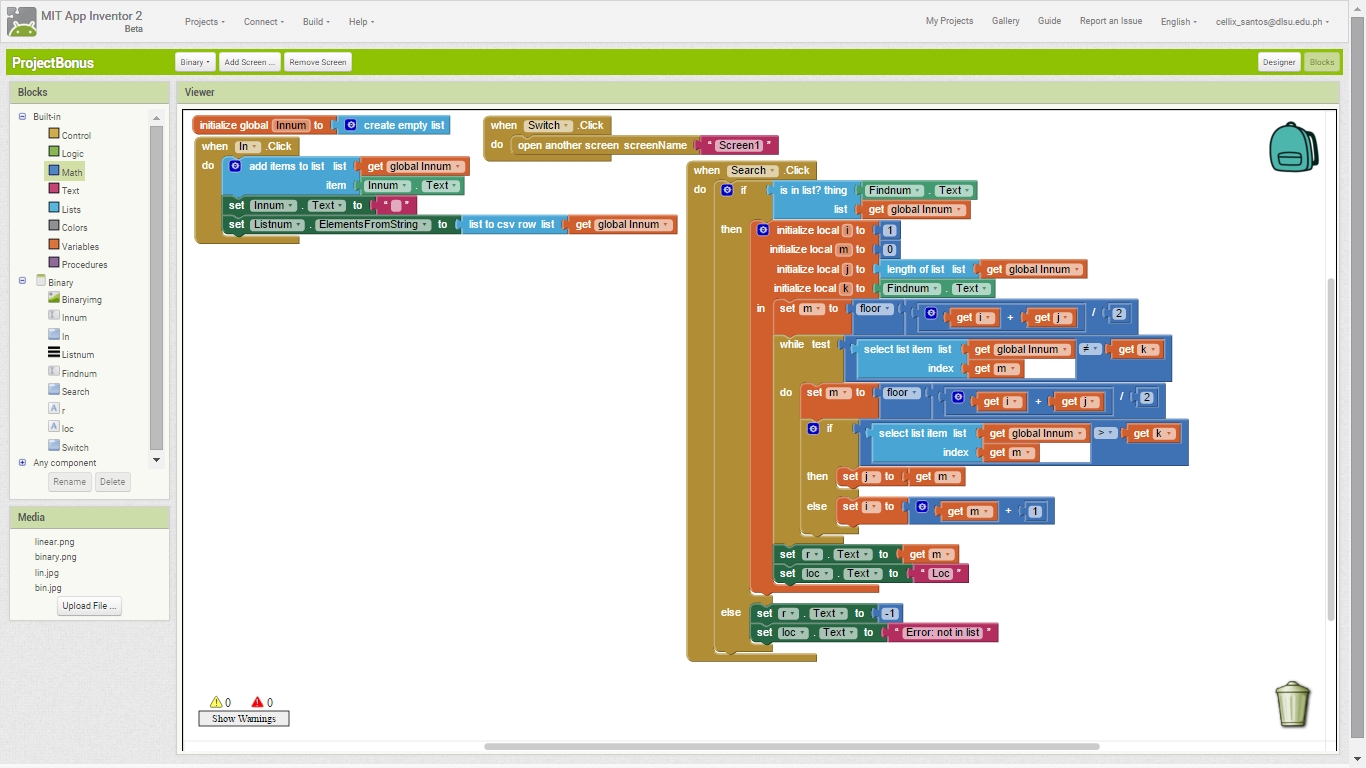 MIT App Inventor 2
Beta
Projects Connect Build Help
My Projects Gallery Guide Report an Issue English cellix_santos@dlsu.edu.ph
ProjectBonus
Binary Add Screen ... Remove Screen
Designer Blocks
Blocks
Built-in
Control
Logic
Math
Text
Lists
Colors
Variables
Procedures
Binary
Binaryimg
Innum
In
Listnum
Findnum
Search
r
loc
Switch
Any component
Rename Delete
Media
linear.png
binary.png
lin.jpg
bin.jpg
Upload File ...
Viewer
initialize global Innum to create empty list
when In .Click
do add items to list list get global Innum
item Innum . Text
set Innum . Text to " "
set Listnum . ElementsFromString to list to csv row list get global Innum
when Switch .Click
do open another screen screenName " Screen1 "
when Search .Click
do if is in list? thing Findnum . Text
list get global Innum
then initialize local i to 1
initialize local m to 0
initialize local j to length of list list get global Innum
initialize local k to Findnum . Text
in set m to floor get i + get j / 2
while test select list item list get global Innum ≠ get k
index get m
do set m to floor get i + get j / 2
if select list item list get global Innum > get k
index get m
then set j to get m
else set i to get m + 1
set r . Text to get m
set loc . Text to " Loc "
else set r . Text to -1
set loc . Text to " Error: not in list "
0 0
Show Warnings